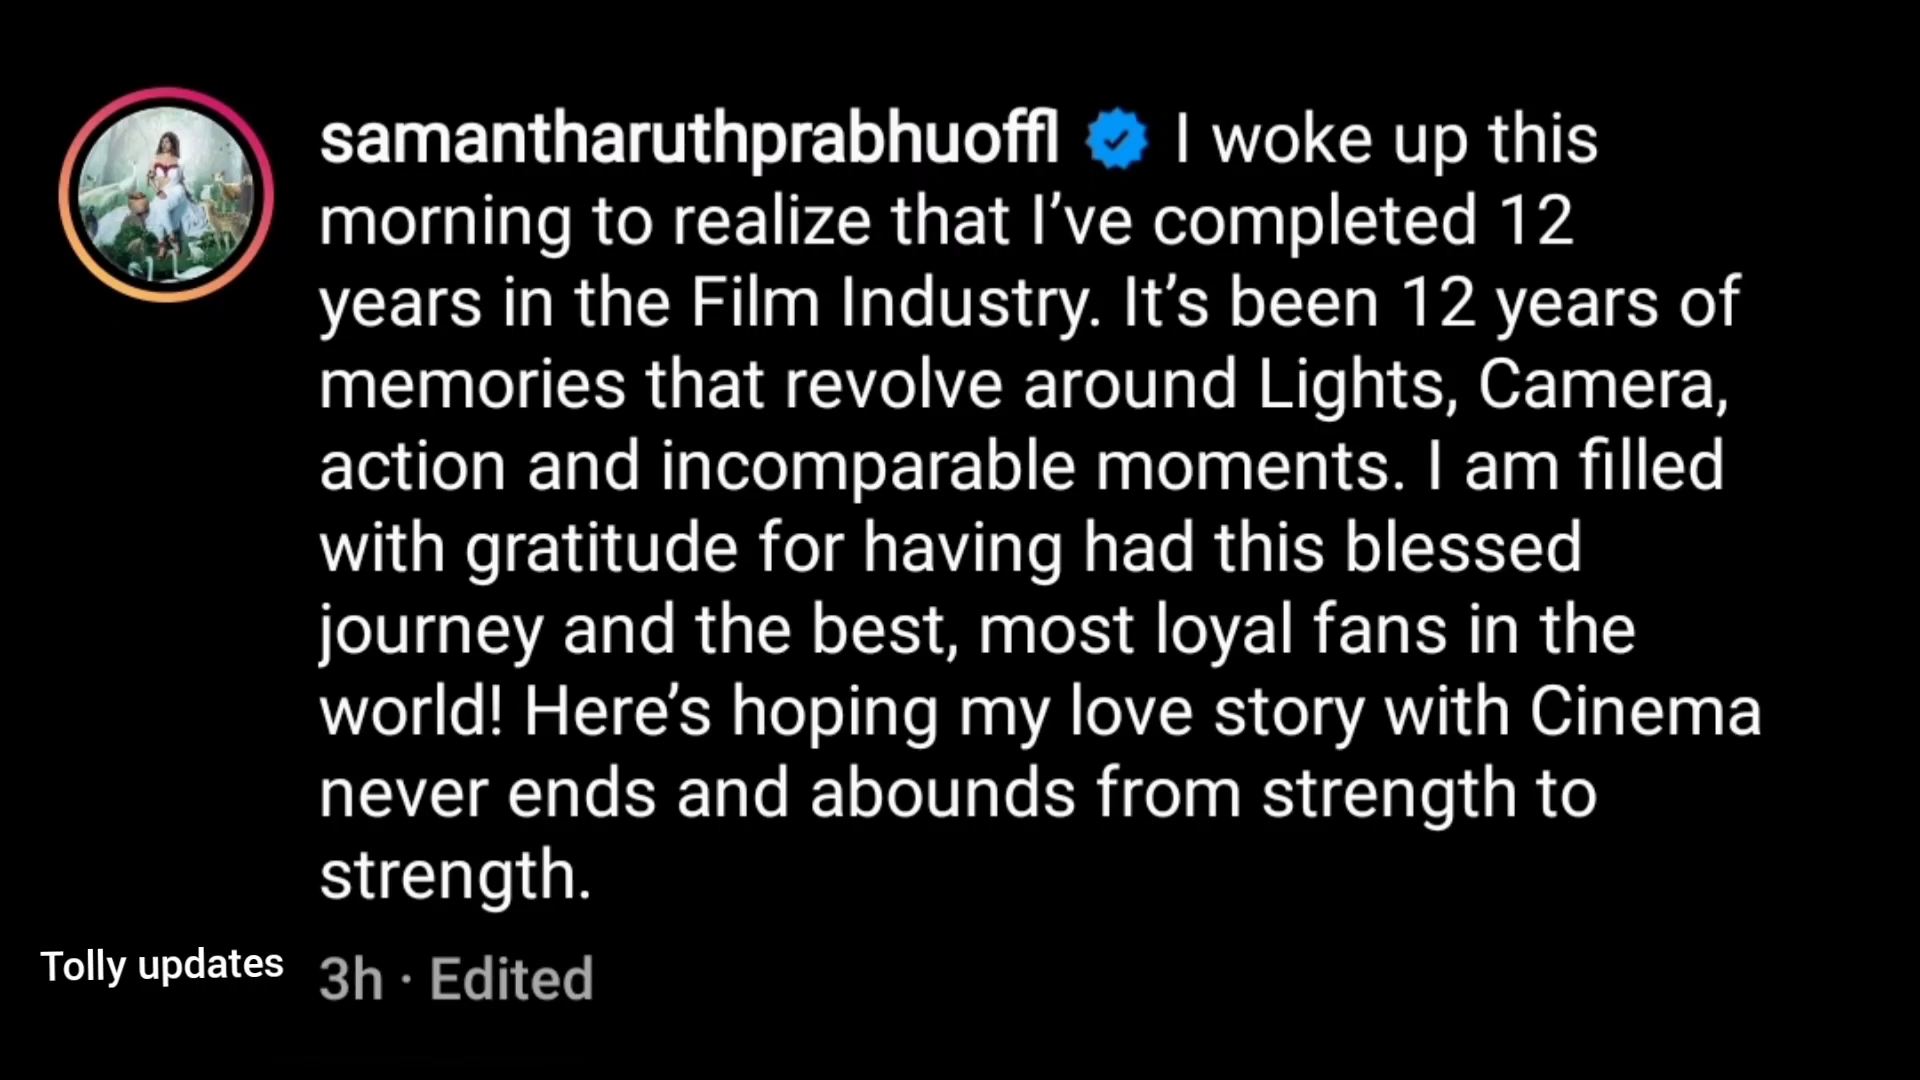 samantharuthprabhuoffl I woke up this
morning to realize that I’ve completed 12
years in the Film Industry. It’s been 12 years of
memories that revolve around Lights, Camera,
action and incomparable moments. I am filled
with gratitude for having had this blessed
journey and the best, most loyal fans in the
world! Here’s hoping my love story with Cinema
never ends and abounds from strength to
strength.
Tolly updates
3h · Edited